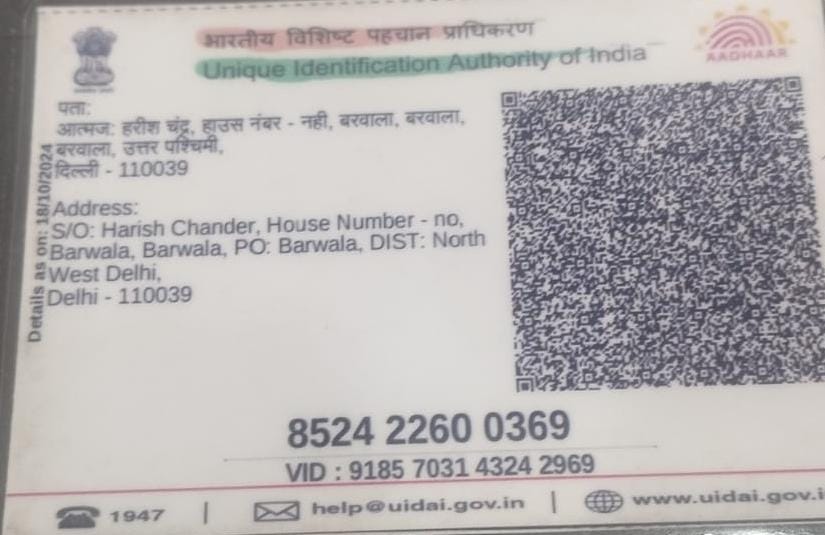 भारतीय विशिष्ट पहचान प्राधिकरण
Unique Identification Authority of India
AADHAAR
पता:
आत्मज: हरीश चंद्र, हाउस नंबर - नही, बरवाला, बरवाला,
बरवाला, उत्तर पश्चिमी,
दिल्ली - 110039
Address:
S/O: Harish Chander, House Number - no,
Barwala, Barwala, PO: Barwala, DIST: North
West Delhi,
Delhi - 110039
Details as on: 18/10/2024
8524 2260 0369
VID : 9185 7031 4324 2969
1947
help@uidai.gov.in
www.uidai.gov.i